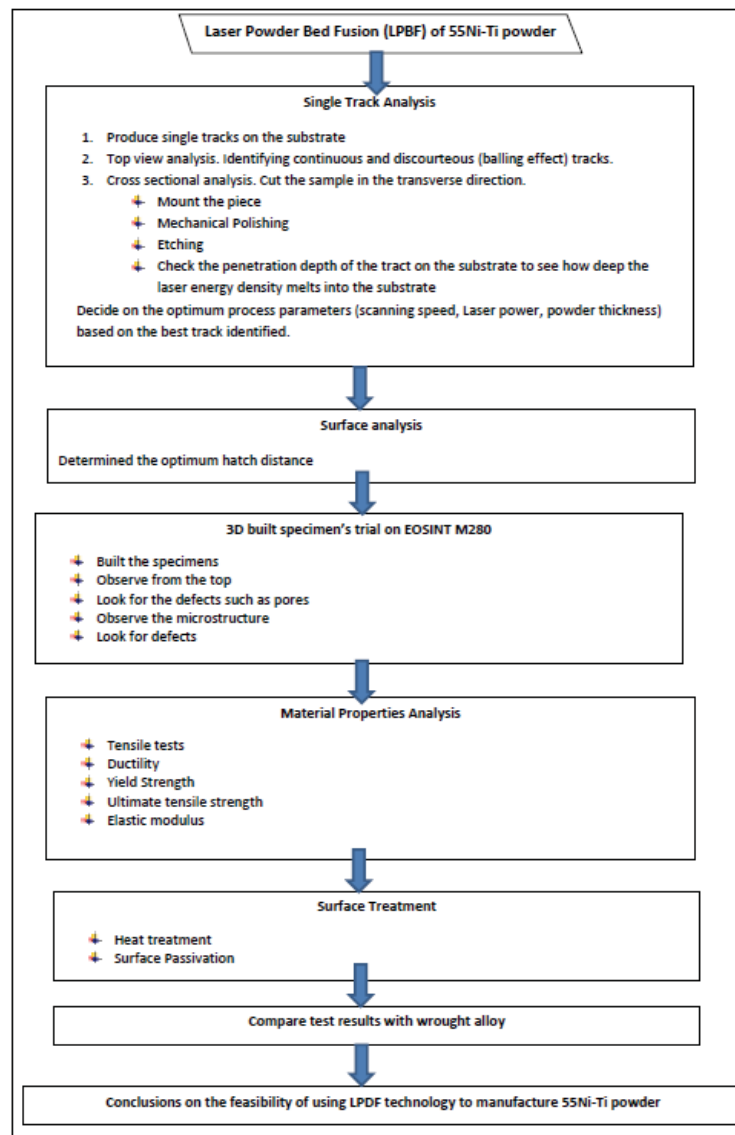 Laser Powder Bed Fusion (LPBF) of 55Ni-Ti powder
Single Track Analysis
1. Produce single tracks on the substrate
2. Top view analysis. Identifying continuous and discourteous (balling effect) tracks.
3. Cross sectional analysis. Cut the sample in the transverse direction.
Mount the piece
Mechanical Polishing
Etching
Check the penetration depth of the tract on the substrate to see how deep the
laser energy density melts into the substrate
Decide on the optimum process parameters (scanning speed, Laser power, powder thickness)
based on the best track identified.
Surface analysis
Determined the optimum hatch distance
3D built specimen's trial on EOSINT M280
Built the specimens
Observe from the top
Look for the defects such as pores
Observe the microstructure
Look for defects
Material Properties Analysis
Tensile tests
Ductility
Yield Strength
Ultimate tensile strength
Elastic modulus
Surface Treatment
Heat treatment
Surface Passivation
Compare test results with wrought alloy
Conclusions on the feasibility of using LPDF technology to manufacture 55Ni-Ti powder